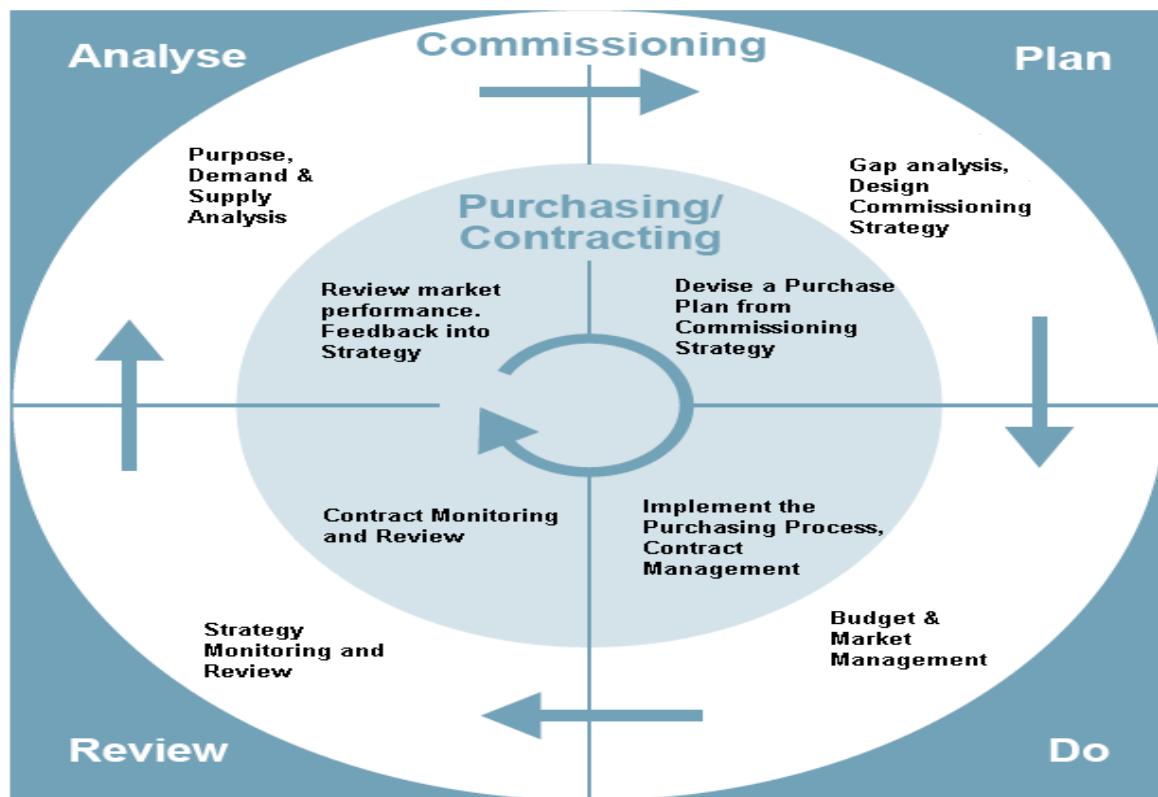 Analyse
Commissioning
Plan
Purpose,
Demand &
Supply
Analysis
Gap analysis,
Design
Commissioning
Strategy
Purchasing/
Contracting
Review market
performance.
Feedback into
Strategy
Devise a Purchase
Plan from
Commissioning
Strategy
Contract Monitoring
and Review
Implement the
Purchasing Process,
Contract
Management
Strategy
Monitoring and
Review
Budget &
Market
Management
Review
Do